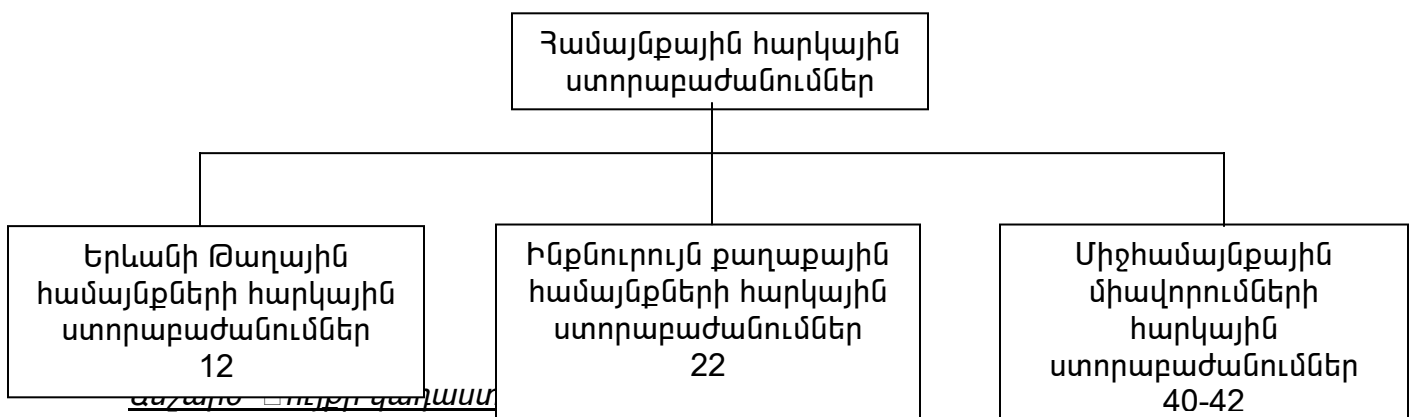 Համայնքային հարկային
ստորաբաժանումներ
Երևանի Թաղային
համայնքների հարկային
ստորաբաժանումներ
12
Ինքնուրույն քաղաքային
համայնքների հարկային
ստորաբաժանումներ
22
Միջհամայնքային
միավորումների
հարկային
ստորաբաժանումներ
40-42